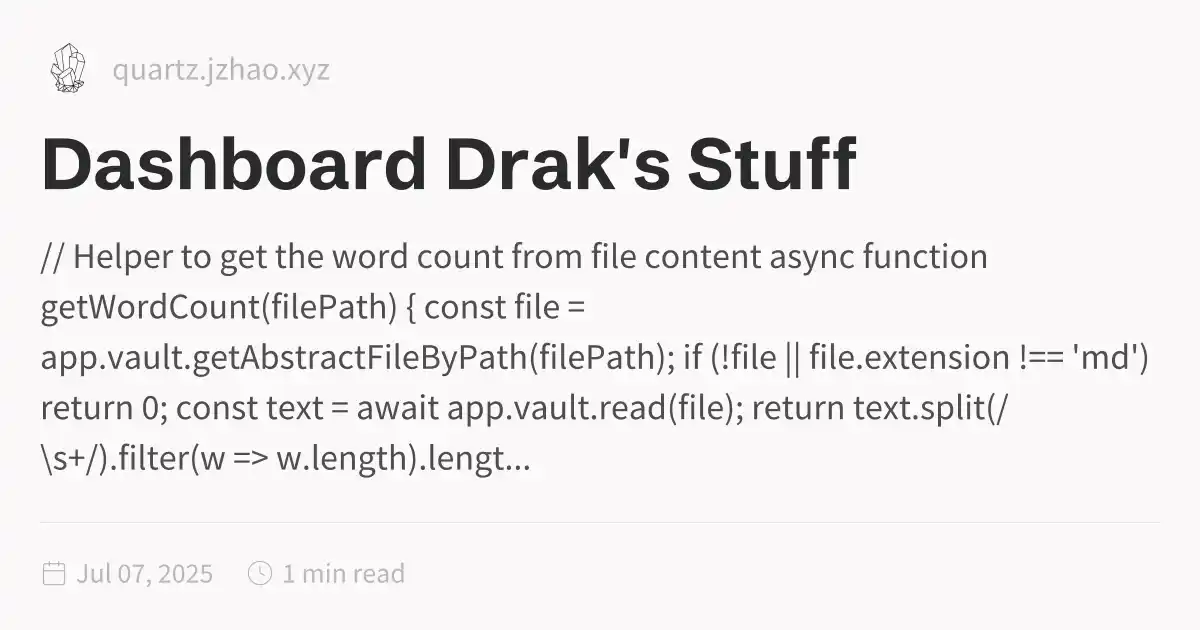 quartz.jzhao.xyz
Dashboard Drak's Stuff
// Helper to get the word count from file content async function
getWordCount(filePath) { const file =
app.vault.getAbstractFileByPath(filePath); if (!file || file.extension !== 'md')
return 0; const text = await app.vault.read(file); return text.split(/
\s+/).filter(w => w.length).lengt...
Jul 07, 2025 1 min read